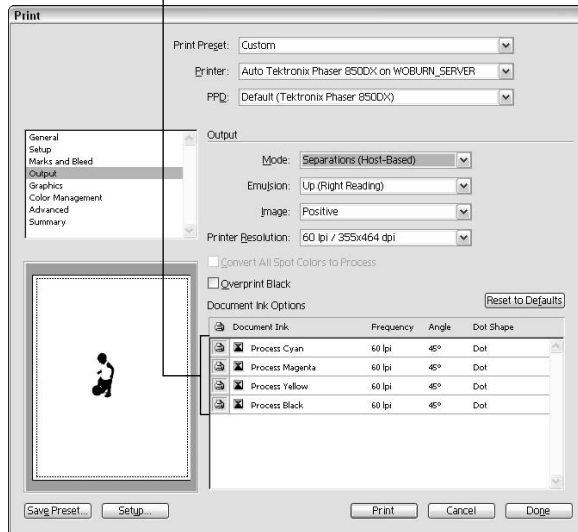 Print
Print Preset: Custom
Printer: Auto Tektronix Phaser 850DX on WOBURN_SERVER
PPD: Default (Tektronix Phaser 850DX)
General
Setup
Marks and Bleed
Output
Graphics
Color Management
Advanced
Summary
Output
Mode: Separations (Host-Based)
Emulsion: Up (Right Reading)
Image: Positive
Printer Resolution: 60 lpi / 355x464 dpi
Convert All Spot Colors to Process
Overprint Black
Document Ink Options
Reset to Defaults
Document Ink Frequency Angle Dot Shape
Process Cyan 60 lpi 45° Dot
Process Magenta 60 lpi 45° Dot
Process Yellow 60 lpi 45° Dot
Process Black 60 lpi 45° Dot
Save Preset... Setup... Print Cancel Done